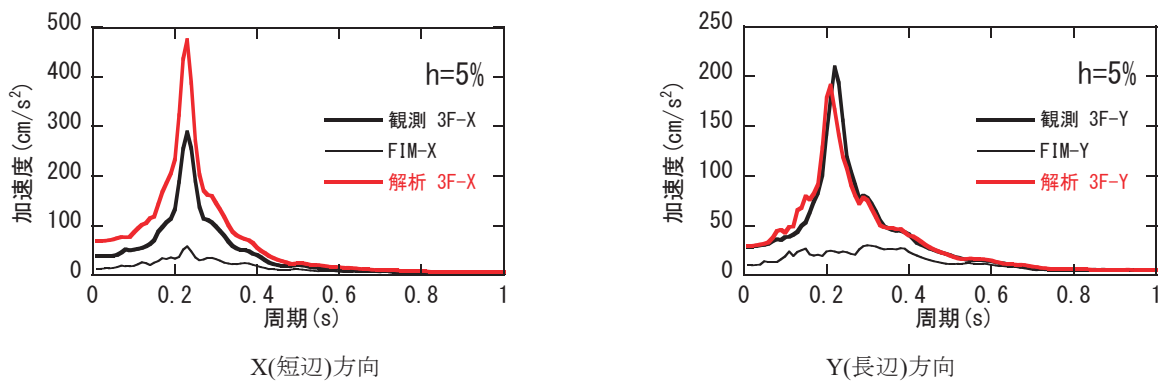 500
400
300
200
100
0
加速度(cm/s²)
h=5%
観測 3F-X
FIM-X
解析 3F-X
0 0.2 0.4 0.6 0.8 1
周期(s)
X(短辺)方向
250
200
150
100
50
0
加速度(cm/s²)
h=5%
観測 3F-Y
FIM-Y
解析 3F-Y
0 0.2 0.4 0.6 0.8 1
周期(s)
Y(長辺)方向